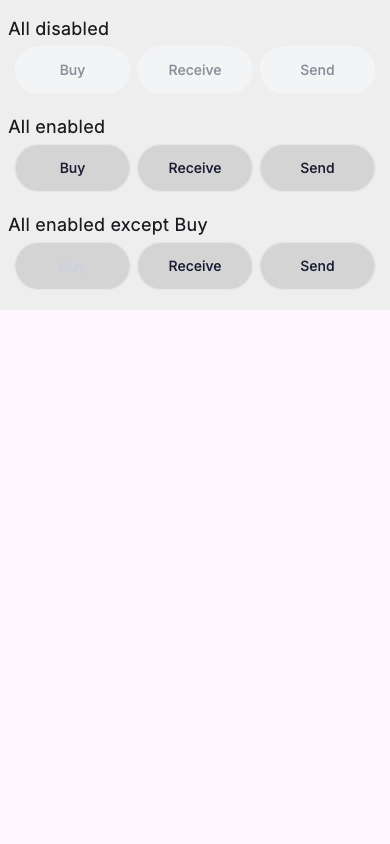 All disabled
Buy Receive Send
All enabled
Buy Receive Send
All enabled except Buy
Buy Receive Send